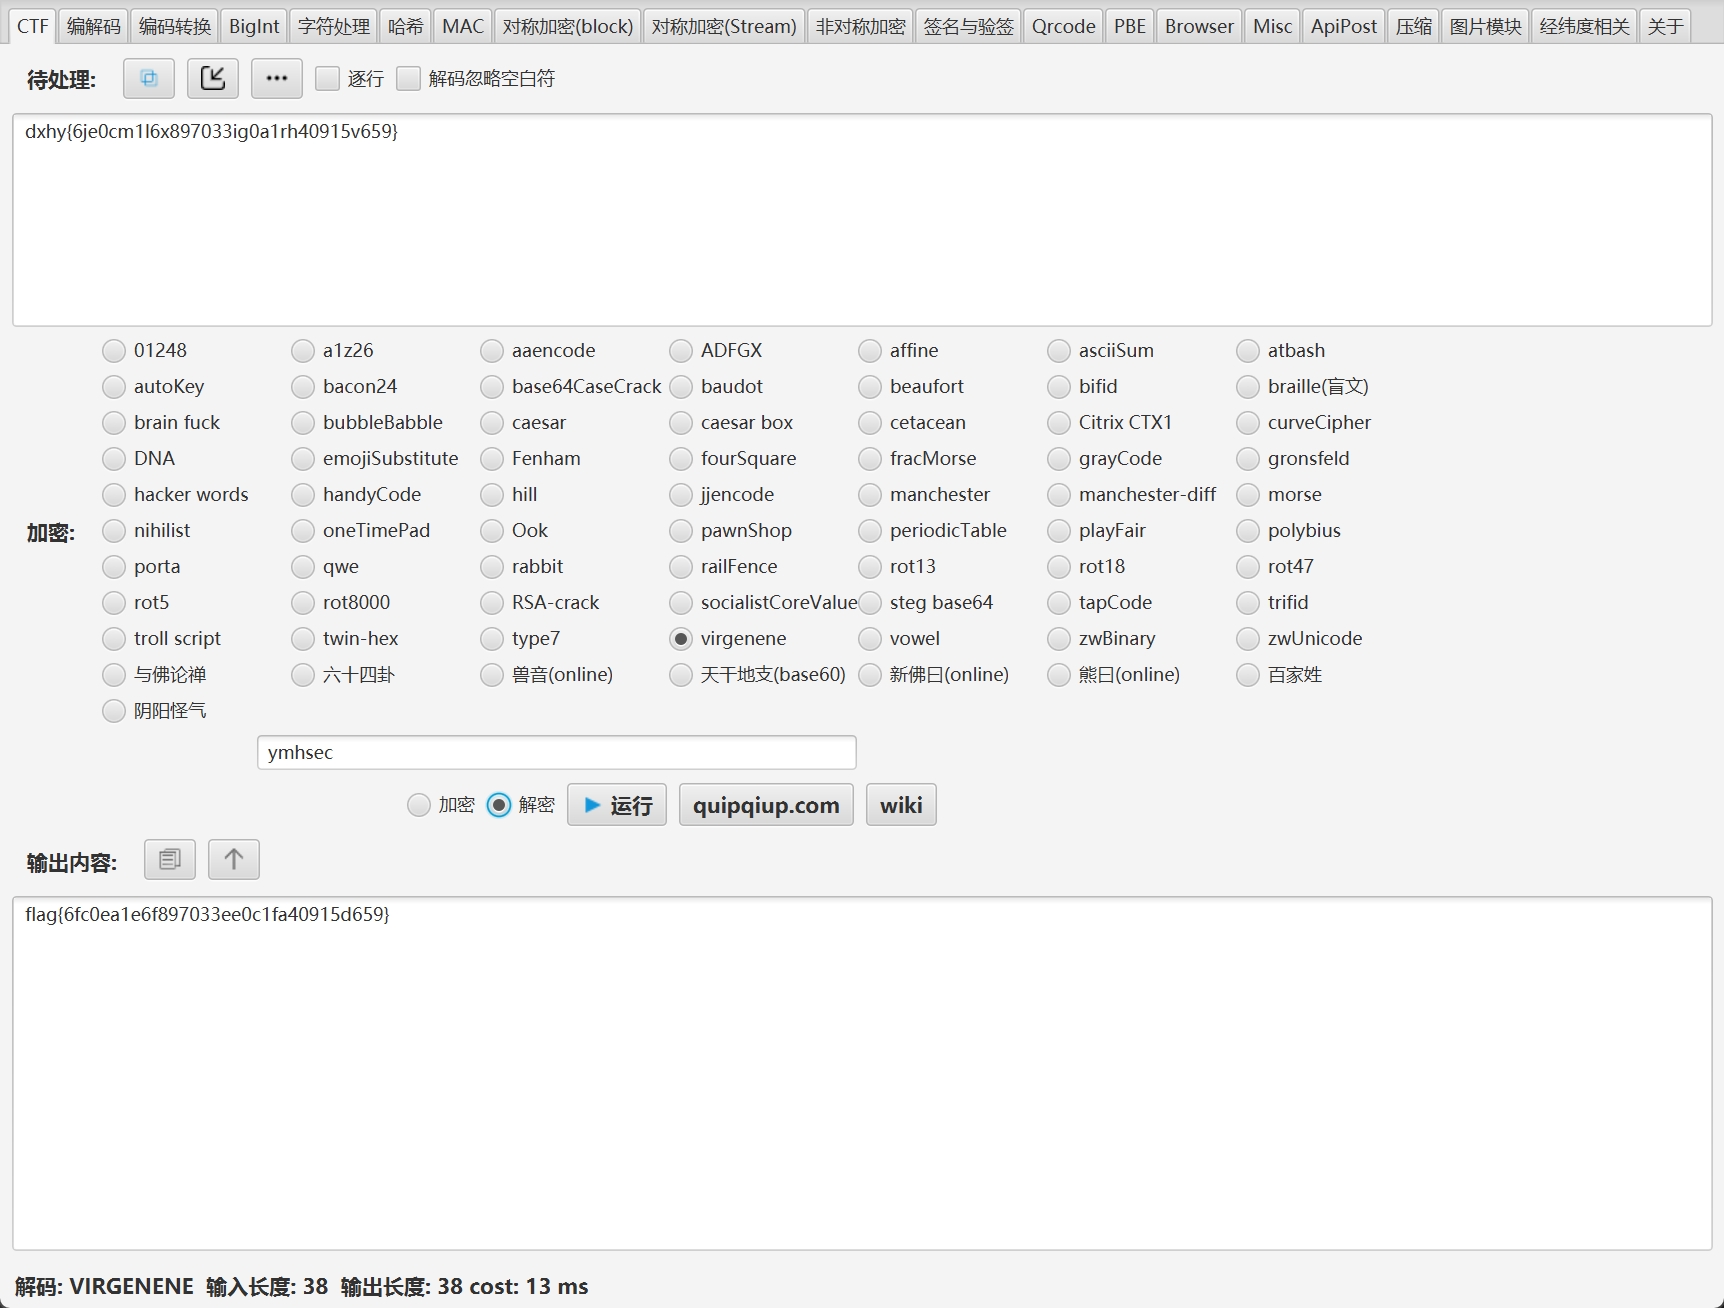 CTF 编解码 编码转换 BigInt 字符处理 哈希 MAC 对称加密(block) 对称加密(Stream) 非对称加密 签名与验签 Qrcode PBE Browser Misc ApiPost 压缩 图片模块 经纬度相关 关于
待处理: 逐行 解码忽略空白符
dxhy{6je0cm1l6x897033ig0a1rh40915v659}
01248 a1z26 aaencode ADFGX affine asciiSum atbash
autoKey bacon24 base64CaseCrack baudot beaufort bifid braille(盲文)
brain fuck bubbleBabble caesar caesar box cetacean Citrix CTX1 curveCipher
DNA emojiSubstitute Fenham fourSquare fracMorse grayCode gronsfeld
hacker words handyCode hill jjencode manchester manchester-diff morse
加密: nihilist oneTimePad Ook pawnShop periodicTable playFair polybius
porta qwe rabbit railFence rot13 rot18 rot47
rot5 rot8000 RSA-crack socialistCoreValue steg base64 tapCode trifid
troll script twin-hex type7 virgenene vowel zwBinary zwUnicode
与佛论禅 六十四卦 兽音(online) 天干地支(base60) 新佛曰(online) 熊曰(online) 百家姓
阴阳怪气
ymhsec
加密 解密 运行 quipqiup.com wiki
输出内容:
flag{6fc0ea1e6f897033ee0c1fa40915d659}
解码: VIRGENENE 输入长度: 38 输出长度: 38 cost: 13 ms